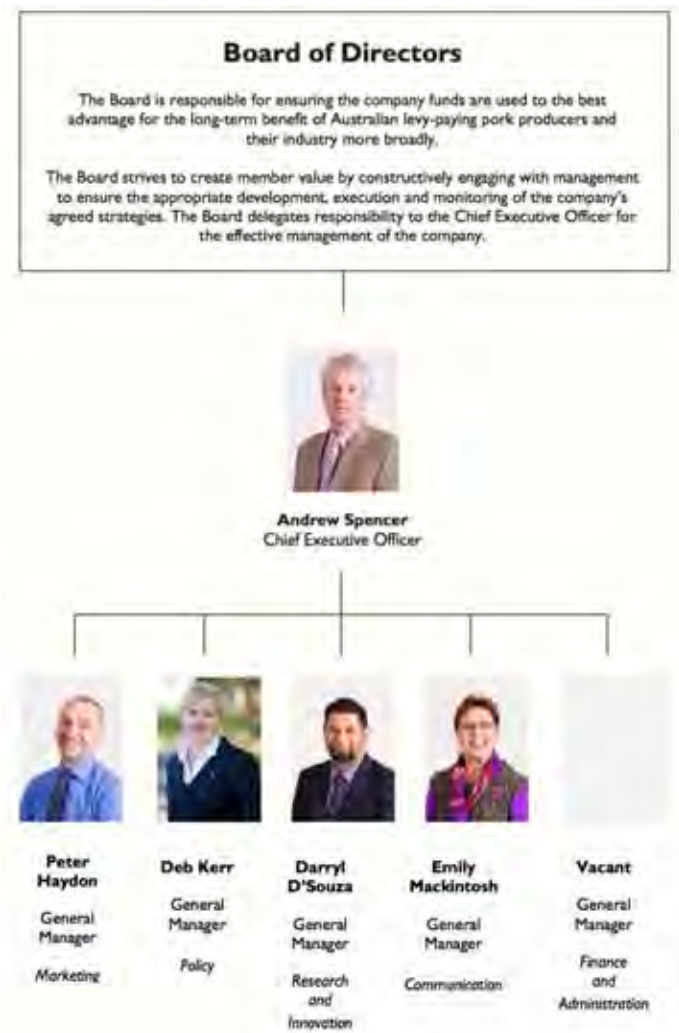 Board of Directors
The Board is responsible for ensuring the company funds are used to the best
advantage for the long-term benefit of Australian levy-paying pork producers and
their industry more broadly.
The Board strives to create member value by constructively engaging with management
to ensure the appropriate development, execution and monitoring of the company's
agreed strategies. The Board delegates responsibility to the Chief Executive Officer for
the effective management of the company.
Andrew Spencer
Chief Executive Officer
Peter
Haydon
General
Manager
Marketing
Deb Kerr
General
Manager
Policy
Darryl
D'Souza
General
Manager
Research
and
Innovation
Emily
Mackintosh
General
Manager
Communication
Vacant
General
Manager
Finance
and
Administration